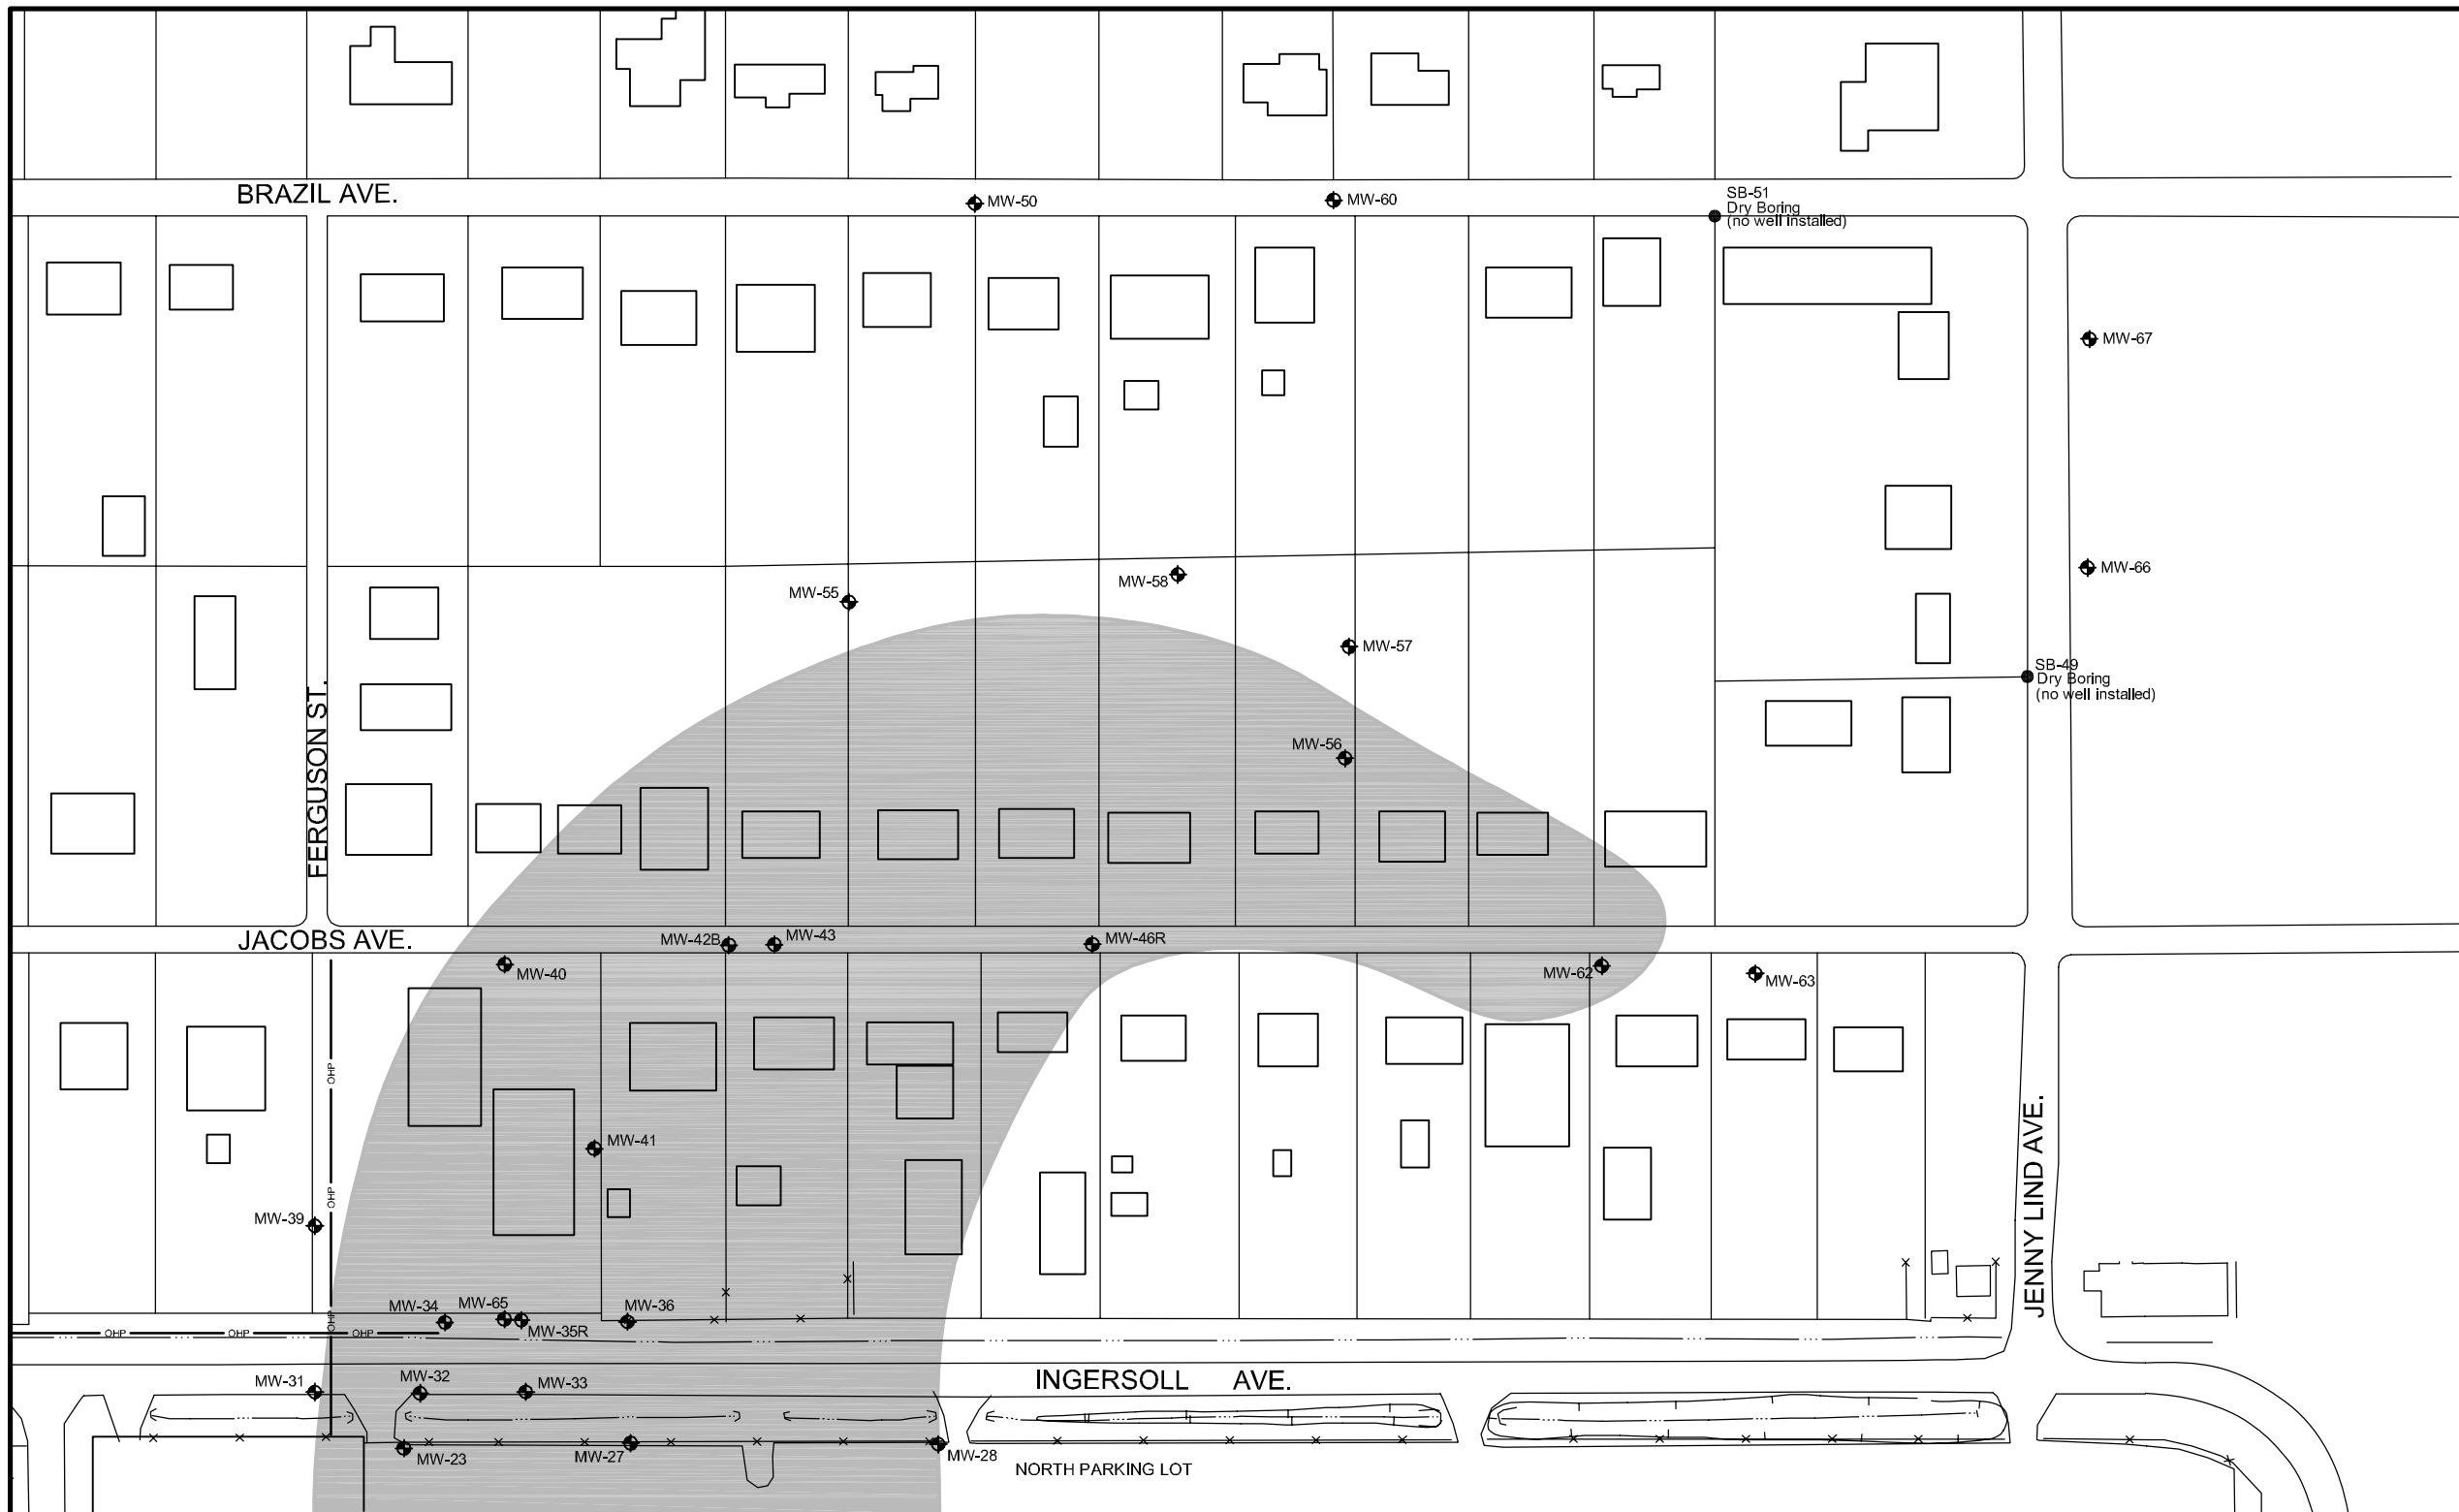 BRAZIL AVE.
MW-50
MW-60
SB-51
Dry Boring
(no well installed)
MW-67
MW-66
MW-58
MW-55
MW-57
SB-49
Dry Boring
(no well installed)
FERGUSON ST.
MW-56
JACOBS AVE.
MW-42B
MW-43
MW-46R
MW-40
MW-62
MW-63
OHP
MW-41
OHP
MW-39
JENNY LIND AVE.
MW-34
MW-65
MW-36
MW-35R
OHP
OHP
OHP
OHP
MW-31
MW-32
MW-33
INGERSOLL AVE.
MW-23
MW-27
MW-28
NORTH PARKING LOT